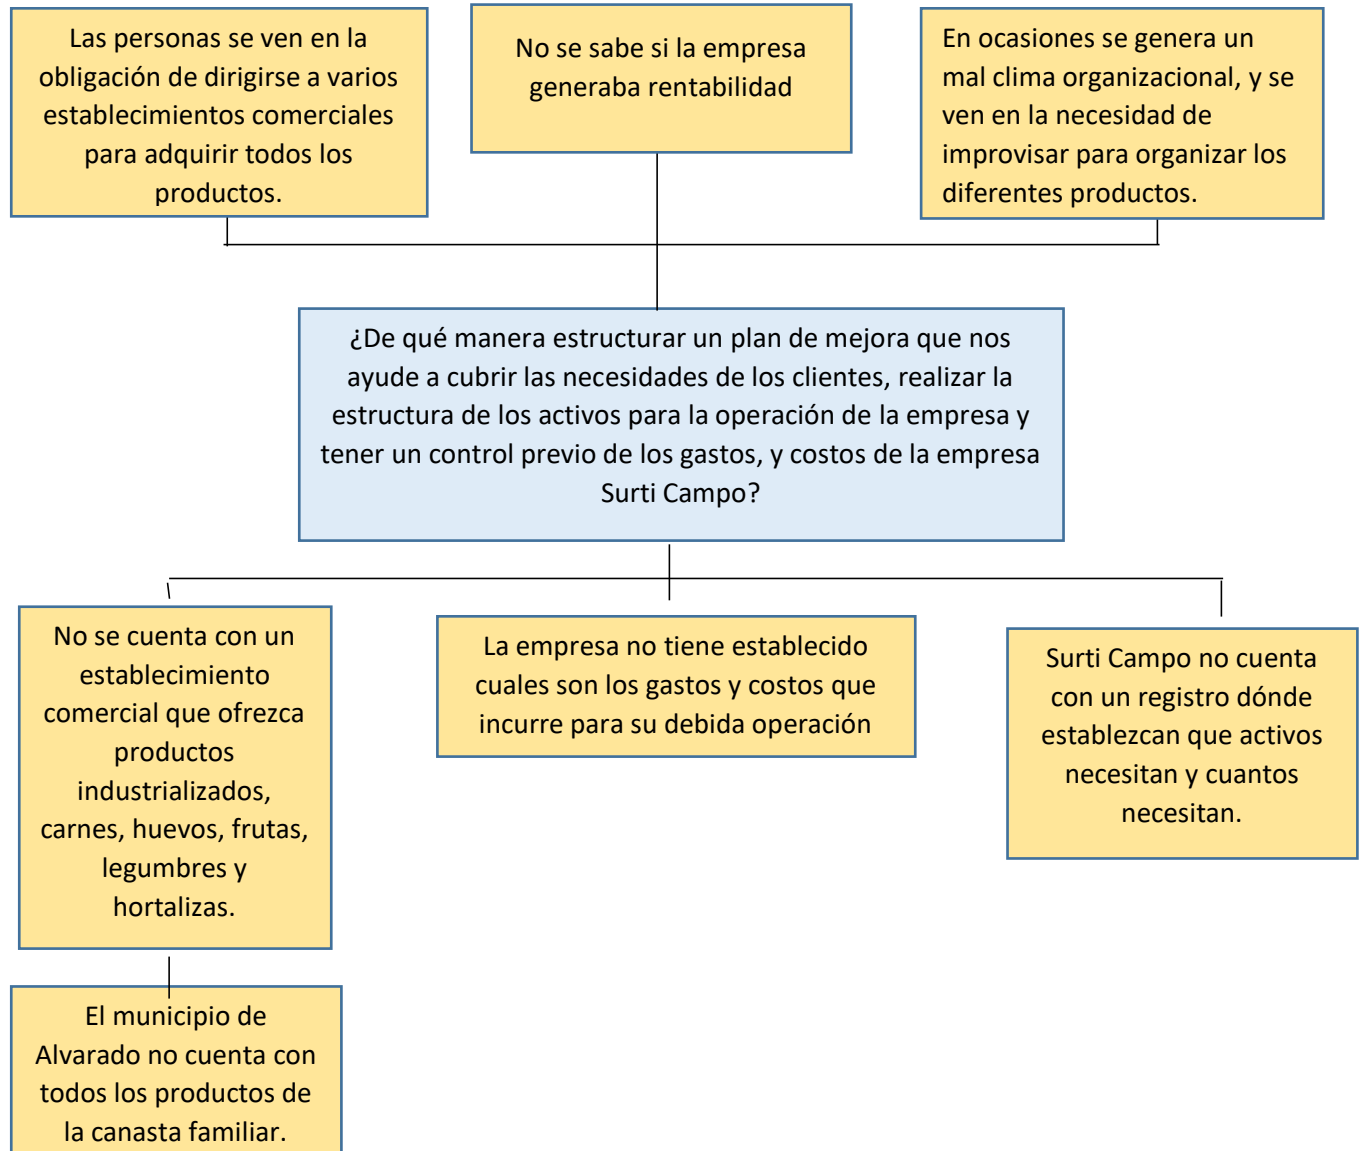 Las personas se ven en la
obligación de dirigirse a varios
establecimientos comerciales
para adquirir todos los
productos.
No se sabe si la empresa
generaba rentabilidad
En ocasiones se genera un
mal clima organizacional, y se
ven en la necesidad de
improvisar para organizar los
diferentes productos.
¿De qué manera estructurar un plan de mejora que nos
ayude a cubrir las necesidades de los clientes, realizar la
estructura de los activos para la operación de la empresa y
tener un control previo de los gastos, y costos de la empresa
Surti Campo?
No se cuenta con un
establecimiento
comercial que ofrezca
productos
industrializados,
carnes, huevos, frutas,
legumbres y
hortalizas.
La empresa no tiene establecido
cuales son los gastos y costos que
incurre para su debida operación
Surti Campo no cuenta
con un registro dónde
establezcan que activos
necesitan y cuantos
necesitan.
El municipio de
Alvarado no cuenta con
todos los productos de
la canasta familiar.